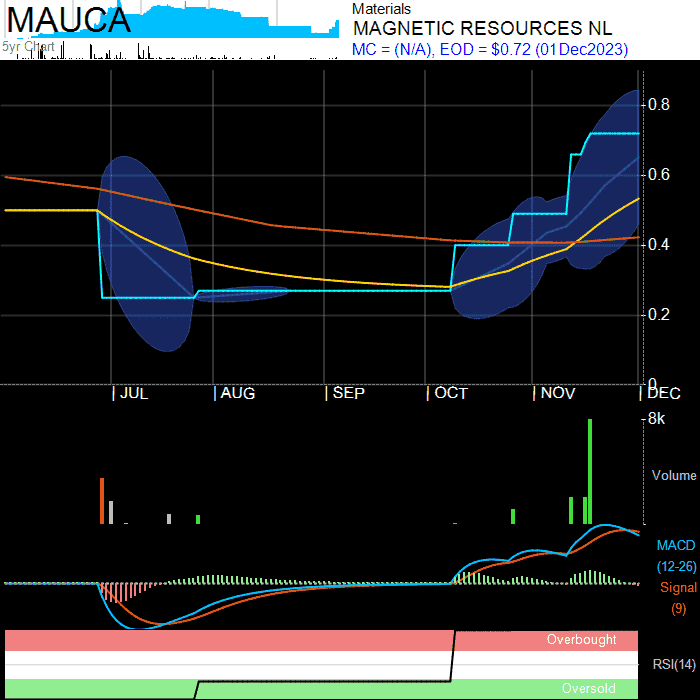 MAUCA
5yr Chart
Materials
MAGNETIC RESOURCES NL
MC = (N/A), EOD = $0.72 (01Dec2023)
0.8
0.6
0.4
0.2
0
JUL AUG SEP OCT NOV DEC
8k
Volume
MACD
(12-26)
Signal
(9)
Overbought
RSI(14)
Oversold